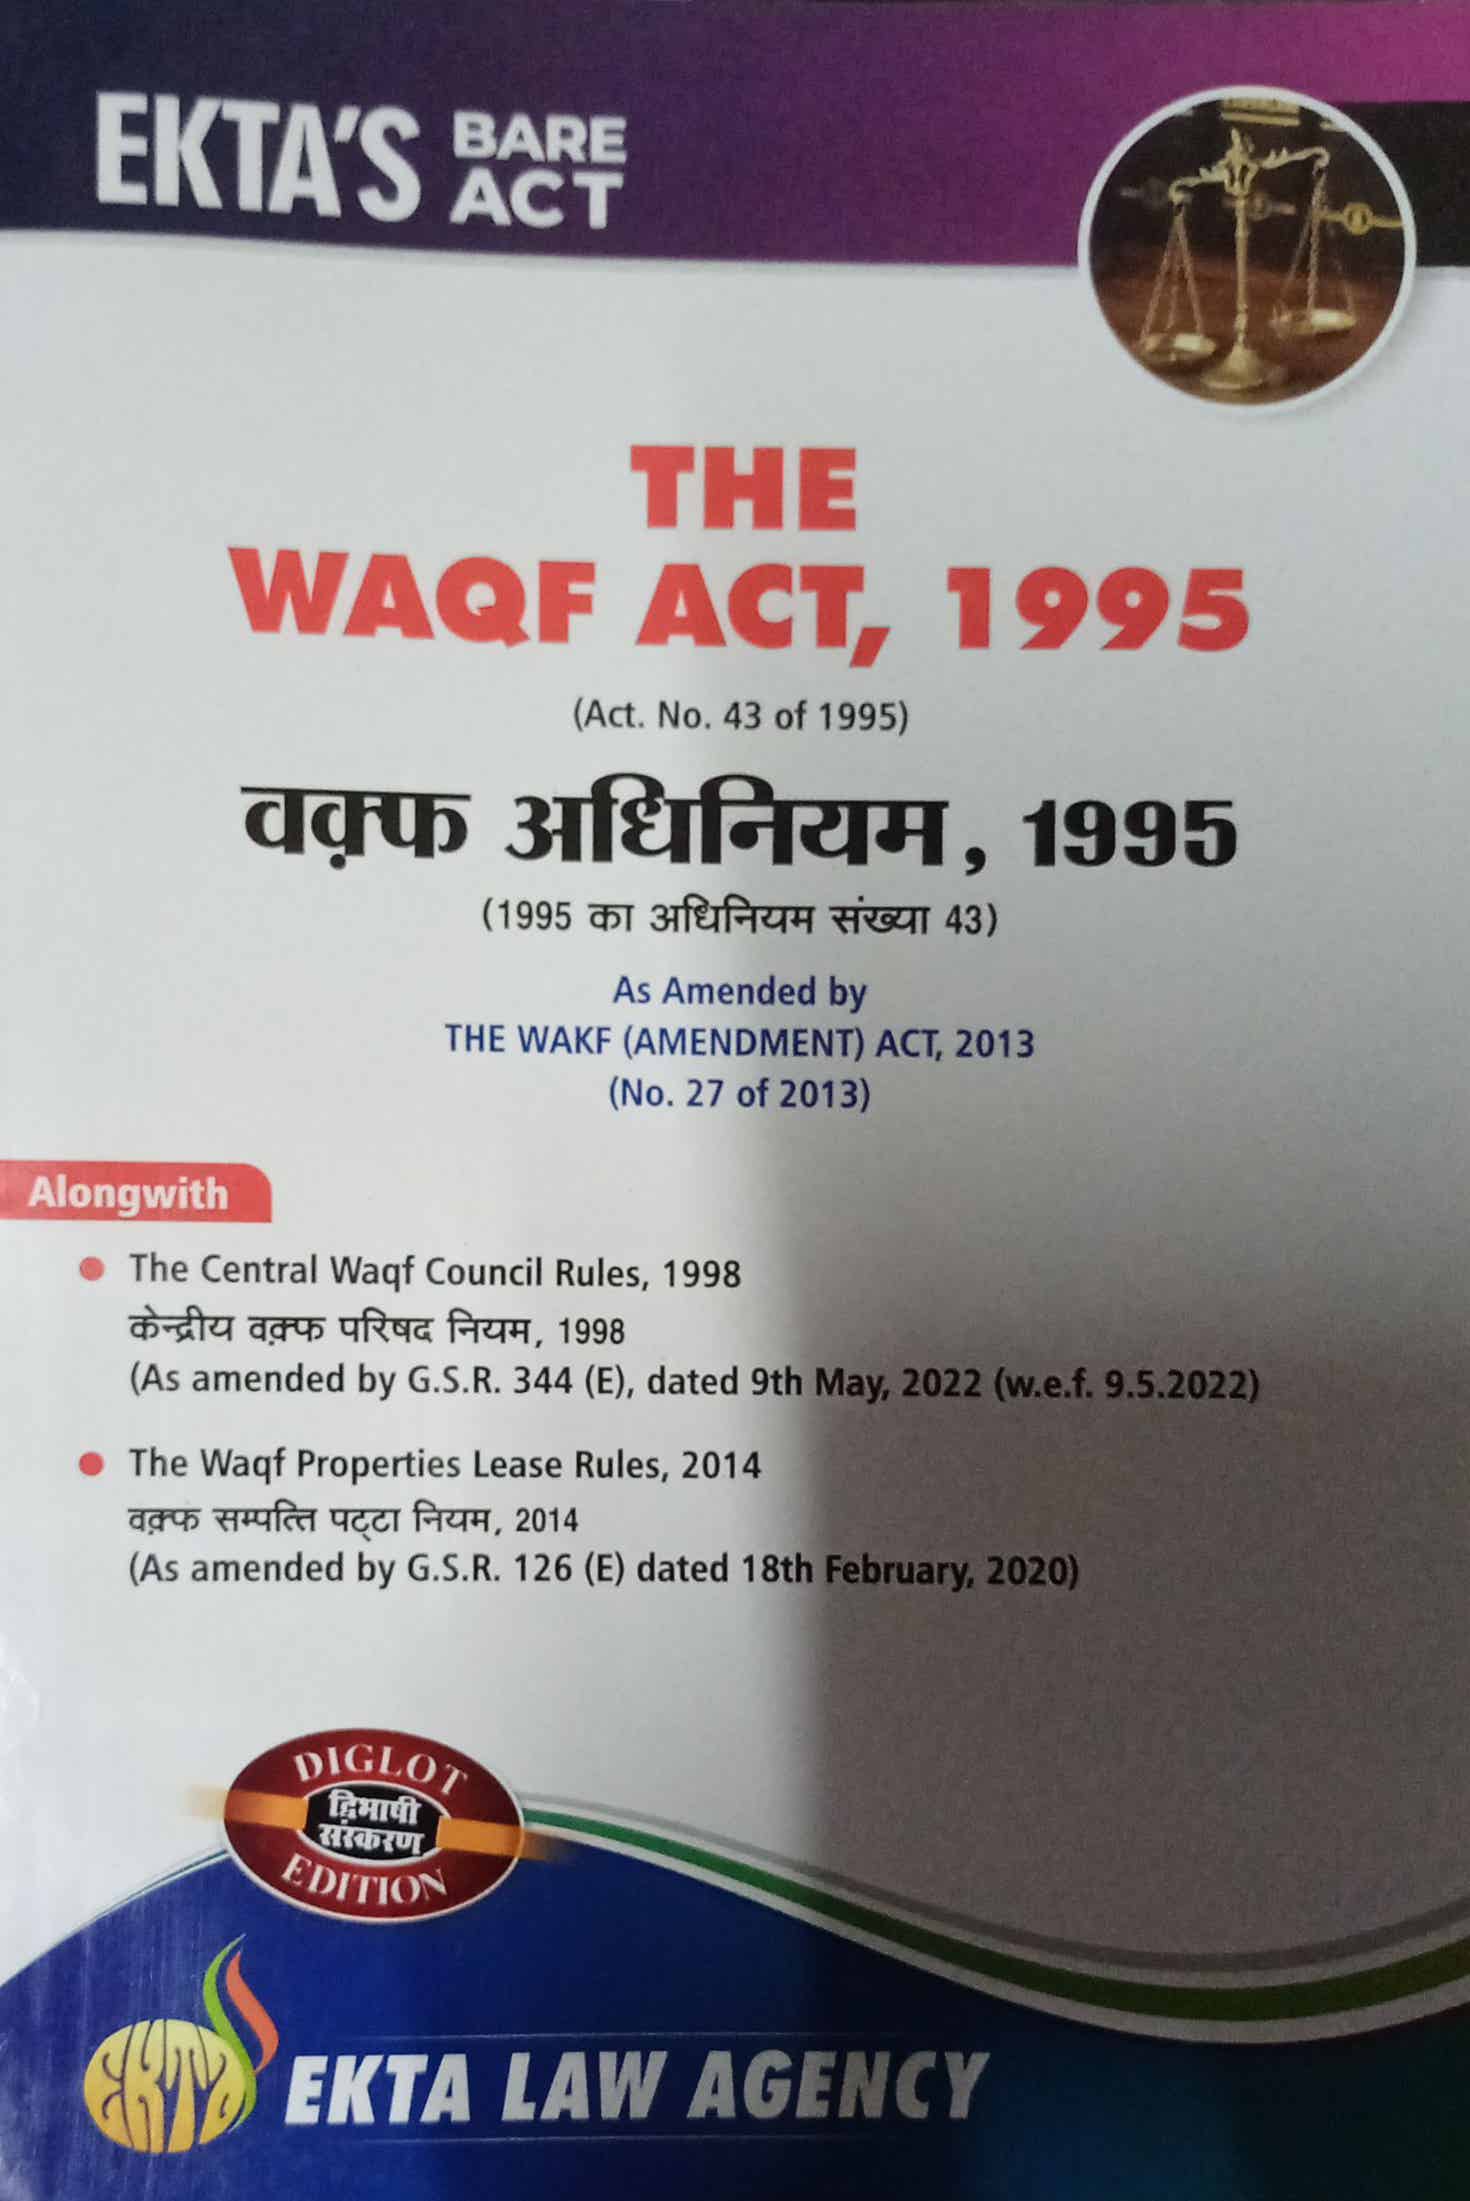 EKTA'S BARE ACT
THE
WAQF ACT, 1995
(Act. No. 43 of 1995)
वक़्फ अधिनियम, 1995
(1995 का अधिनियम संख्या 43)
As Amended by
THE WAKF (AMENDMENT) ACT, 2013
(No. 27 of 2013)
Alongwith
● The Central Waqf Council Rules, 1998
केन्द्रीय वक़्फ परिषद नियम, 1998
(As amended by G.S.R. 344 (E), dated 9th May, 2022 (w.e.f. 9.5.2022)
● The Waqf Properties Lease Rules, 2014
वक़्फ सम्पत्ति पट्टा नियम, 2014
(As amended by G.S.R. 126 (E) dated 18th February, 2020)
DIGLOT
द्विभाषी
संस्करण
EDITION
EKTA
EKTA LAW AGENCY